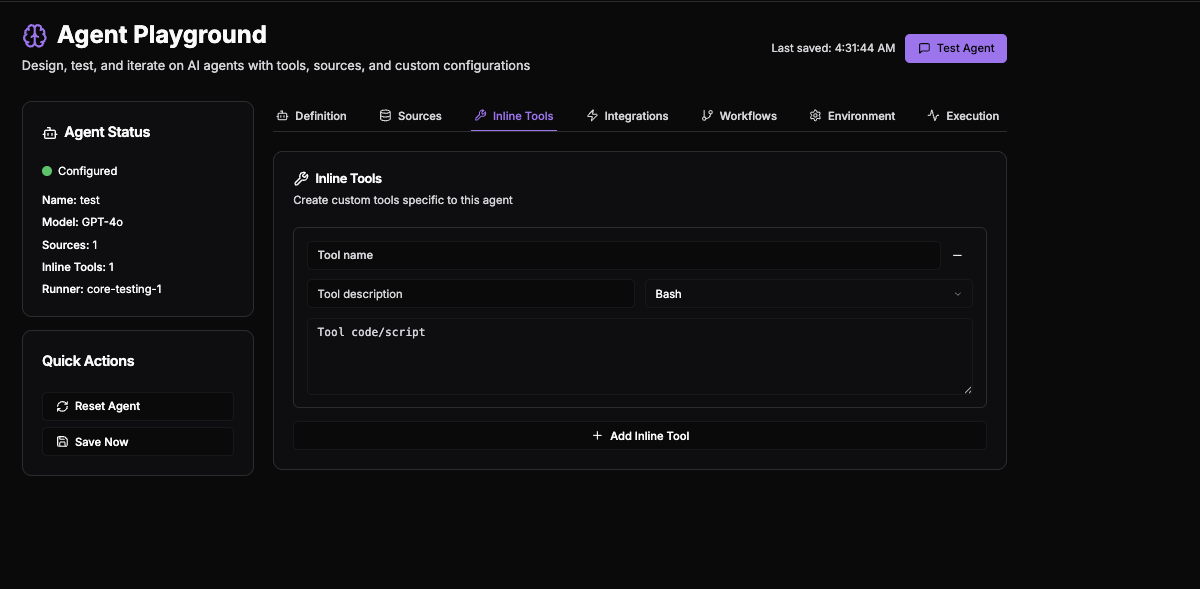 Agent Playground
Design, test, and iterate on AI agents with tools, sources, and custom configurations
Last saved: 4:31:44 AM
Test Agent
Agent Status
Configured
Name: test
Model: GPT-4o
Sources: 1
Inline Tools: 1
Runner: core-testing-1
Quick Actions
Reset Agent
Save Now
Definition Sources Inline Tools Integrations Workflows Environment Execution
Inline Tools
Create custom tools specific to this agent
Tool name
Tool description
Bash
Tool code/script
Add Inline Tool